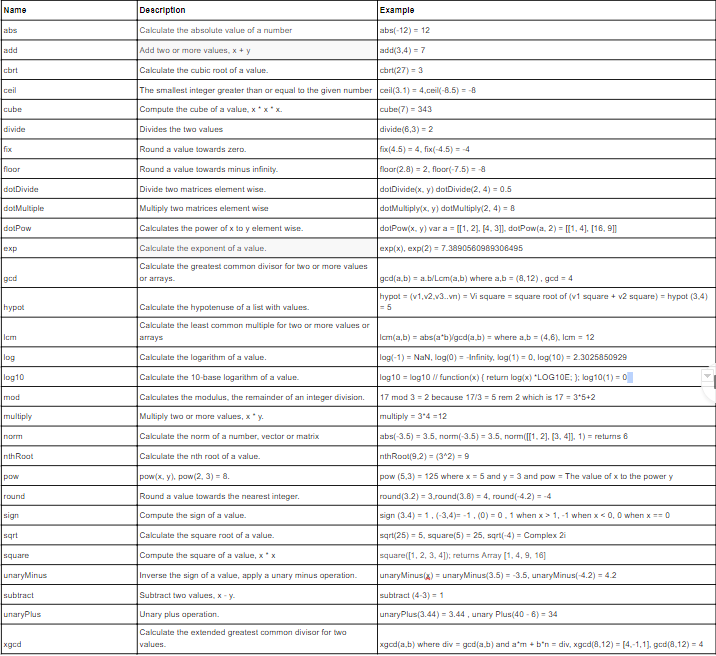 Name Description Example
abs Calculate the absolute value of a number abs(-12) = 12
add Add two or more values, x + y add(3,4) = 7
cbrt Calculate the cubic root of a value. cbrt(27) = 3
ceil The smallest integer greater than or equal to the given number ceil(3.1) = 4,ceil(-8.5) = -8
cube Compute the cube of a value, x * x * x. cube(7) = 343
divide Divides the two values divide(6,3) = 2
fix Round a value towards zero. fix(4.5) = 4, fix(-4.5) = -4
floor Round a value towards minus infinity. floor(2.8) = 2, floor(-7.5) = -8
dotDivide Divide two matrices element wise. dotDivide(x, y) dotDivide(2, 4) = 0.5
dotMultiple Multiply two matrices element wise dotMultiply(x, y) dotMultiply(2, 4) = 8
dotPow Calculates the power of x to y element wise. dotPow(x, y) var a = [[1, 2], [4, 3]], dotPow(a, 2) = [[1, 4], [16, 9]]
exp Calculate the exponent of a value. exp(x), exp(2) = 7.3890560989306495
Calculate the greatest common divisor for two or more values
gcd or arrays. gcd(a,b) = a.b/Lcm(a,b) where a,b = (8,12) , gcd = 4
hypot = (v1,v2,v3..vn) = Vi square = square root of (v1 square + v2 square) = hypot (3,4)
hypot Calculate the hypotenuse of a list with values. = 5
Calculate the least common multiple for two or more values or
lcm arrays lcm(a,b) = abs(a*b)/gcd(a,b) = where a,b = (4,6), lcm = 12
log Calculate the logarithm of a value. log(-1) = NaN, log(0) = -Infinity, log(1) = 0, log(10) = 2.3025850929
log10 Calculate the 10-base logarithm of a value. log10 = log10 // function(x) { return log(x) *LOG10E; }; log10(1) = 0
mod Calculates the modulus, the remainder of an integer division. 17 mod 3 = 2 because 17/3 = 5 rem 2 which is 17 = 3*5+2
multiply Multiply two or more values, x * y. multiply = 3*4 =12
norm Calculate the norm of a number, vector or matrix abs(-3.5) = 3.5, norm(-3.5) = 3.5, norm([[1, 2], [3, 4]], 1) = returns 6
nthRoot Calculate the nth root of a value. nthRoot(9,2) = (3^2) = 9
pow pow(x, y), pow(2, 3) = 8. pow (5,3) = 125 where x = 5 and y = 3 and pow = The value of x to the power y
round Round a value towards the nearest integer. round(3.2) = 3,round(3.8) = 4, round(-4.2) = -4
sign Compute the sign of a value. sign (3.4) = 1 , (-3,4)= -1 , (0) = 0 , 1 when x > 1, -1 when x < 0, 0 when x == 0
sqrt Calculate the square root of a value. sqrt(25) = 5, square(5) = 25, sqrt(-4) = Complex 2i
square Compute the square of a value, x * x square([1, 2, 3, 4]); returns Array [1, 4, 9, 16]
unaryMinus Inverse the sign of a value, apply a unary minus operation. unaryMinus(x) = unaryMinus(3.5) = -3.5, unaryMinus(-4.2) = 4.2
subtract Subtract two values, x - y. subtract (4-3) = 1
unaryPlus Unary plus operation. unaryPlus(3.44) = 3.44 , unary Plus(40 - 6) = 34
Calculate the extended greatest common divisor for two
xgcd values. xgcd(a,b) where div = gcd(a,b) and a*m + b*n = div, xgcd(8,12) = [4,-1,1], gcd(8,12) = 4